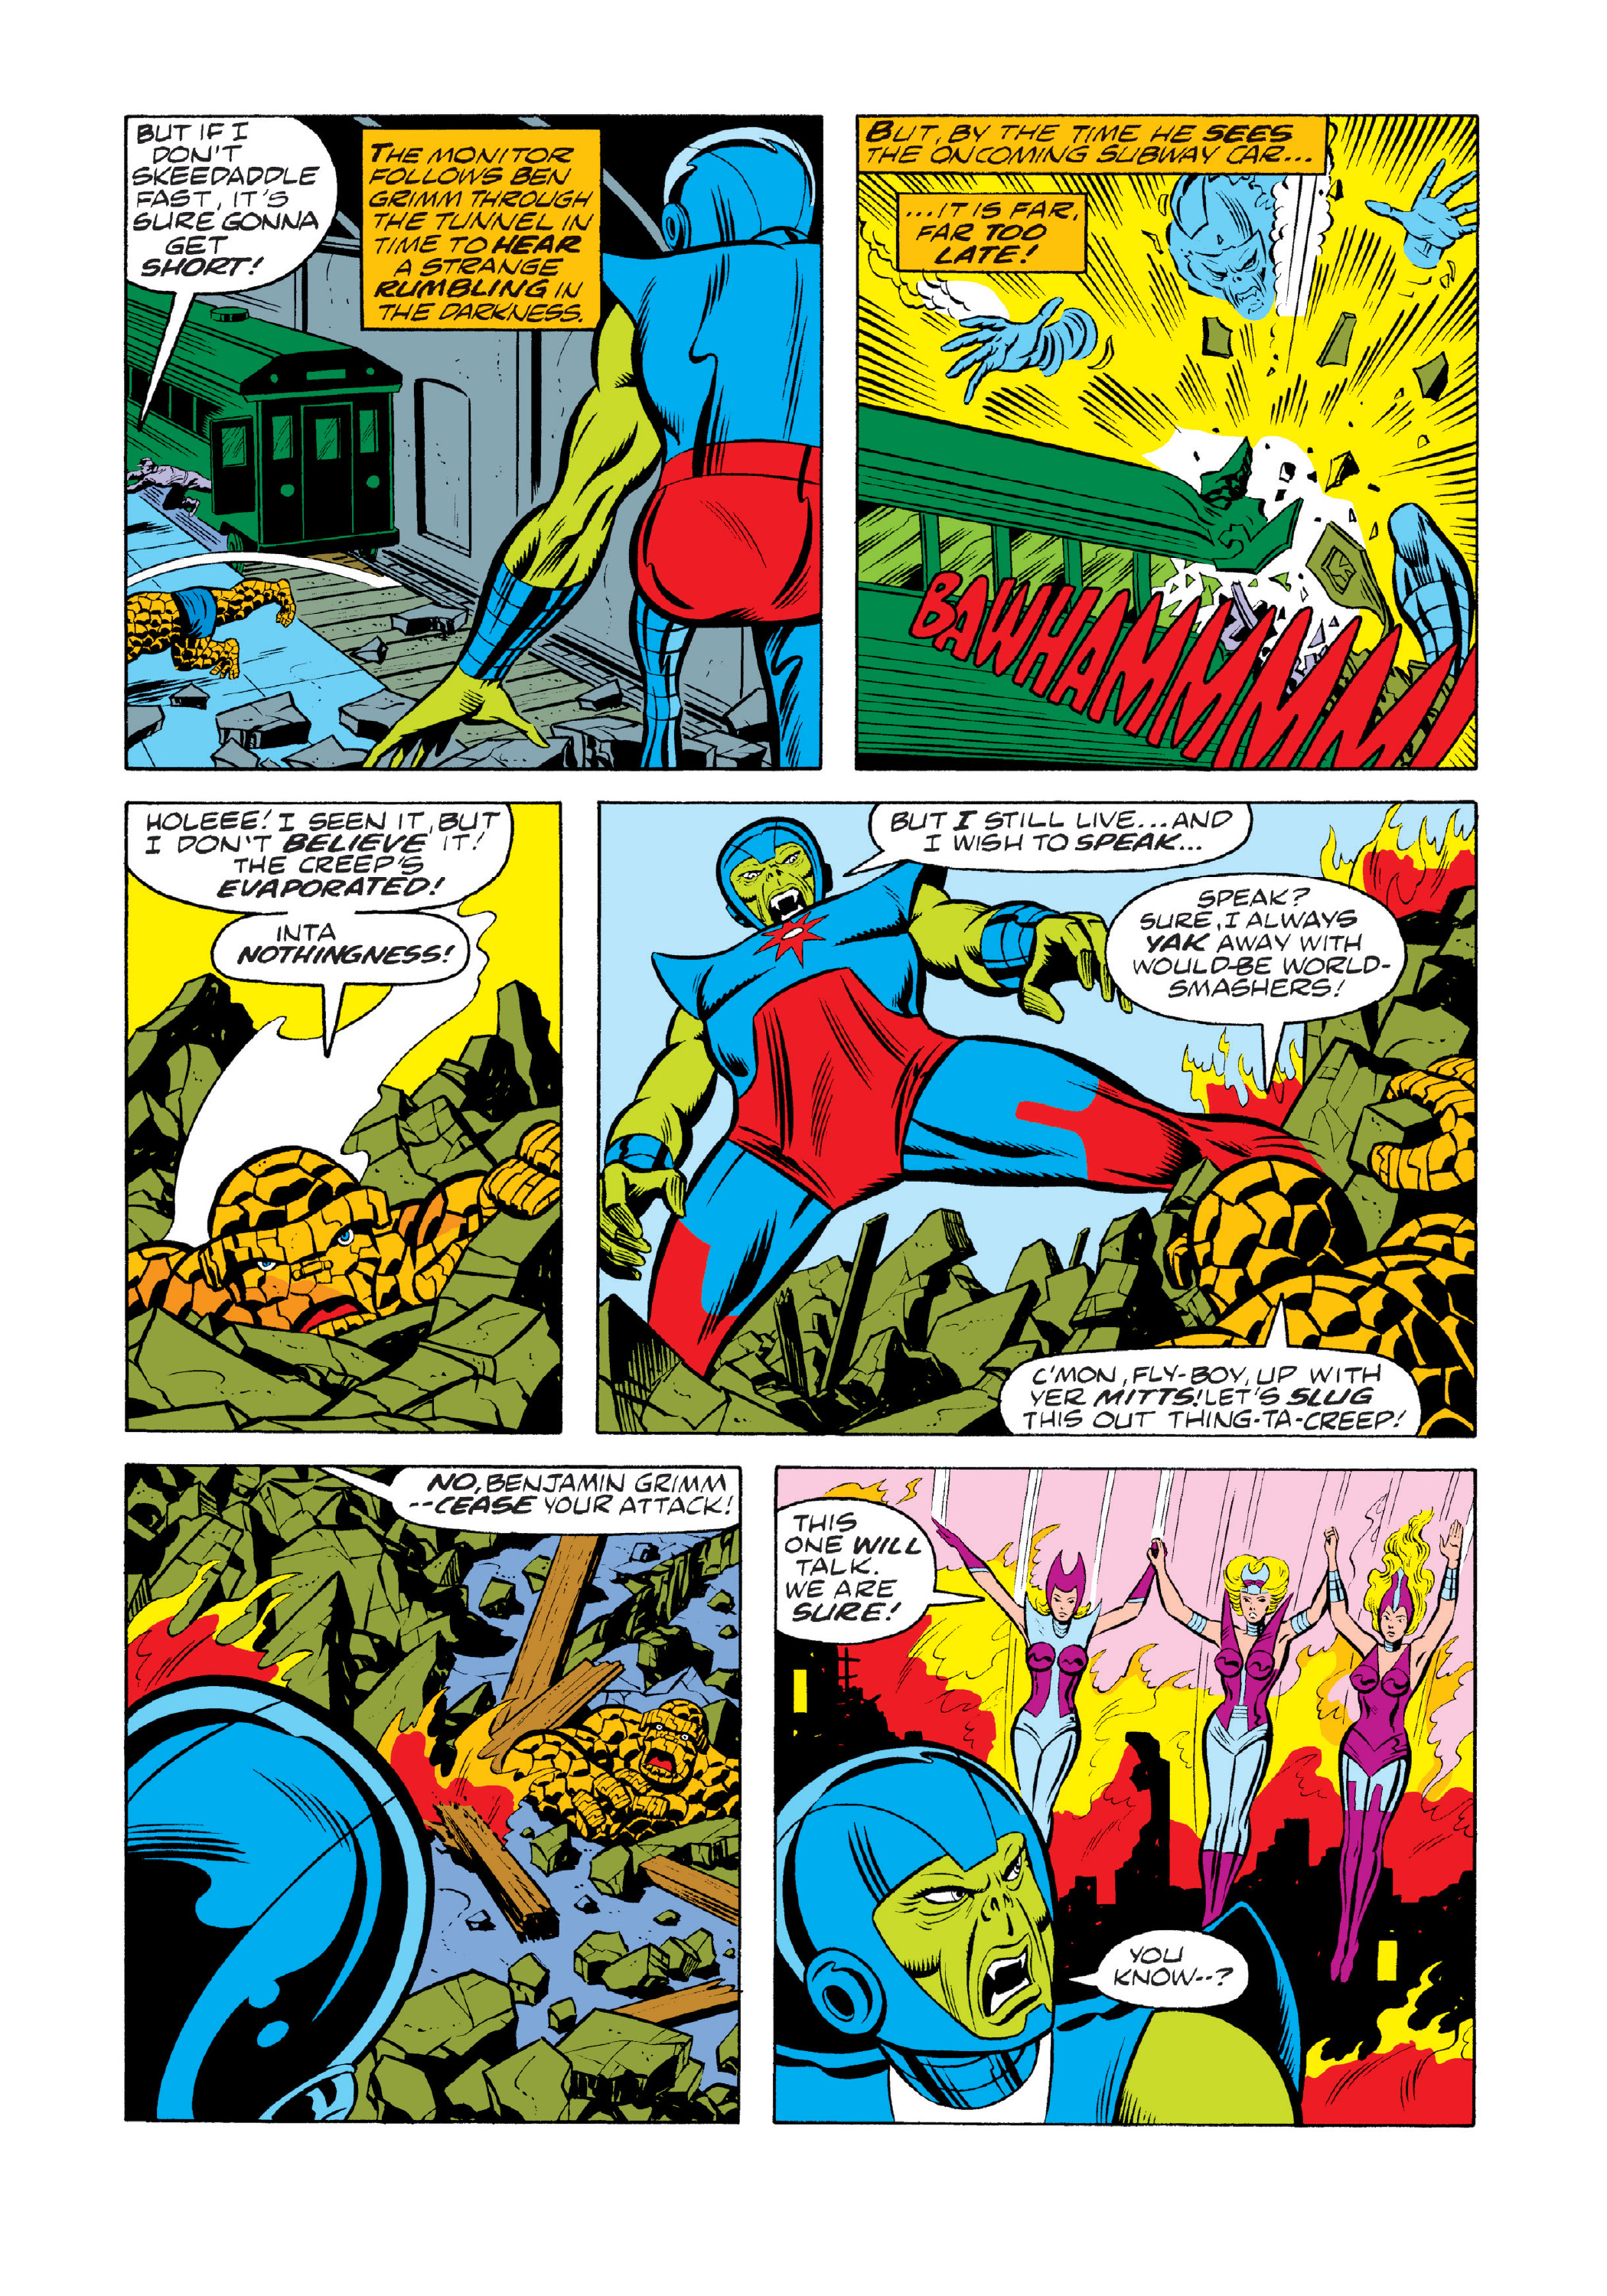 BUT IF I
DON'T
SKEEDADDLE
FAST, IT'S
SURE GONNA
GET
SHORT!
THE MONITOR
FOLLOWS BEN
GRIMM THROUGH
THE TUNNEL IN
TIME TO HEAR
A STRANGE
RUMBLING IN
THE DARKNESS.
BUT, BY THE TIME HE SEES
THE ONCOMING SUBWAY CAR...
...IT IS FAR,
FAR TOO
LATE!
BAWHAMMMMMM!
HOLEEE! I SEEN IT, BUT
I DON'T BELIEVE IT!
THE CREEP'S
EVAPORATED!
INTA
NOTHINGNESS!
BUT I STILL LIVE...AND
I WISH TO SPEAK...
SPEAK?
SURE, I ALWAYS
YAK AWAY WITH
WOULD-BE WORLD-
SMASHERS!
C'MON, FLY-BOY, UP WITH
YER MITTS! LET'S SLUG
THIS OUT THING-TA-CREEP!
NO, BENJAMIN GRIMM
--CEASE YOUR ATTACK!
THIS
ONE WILL
TALK.
WE ARE
SURE!
YOU
KNOW--?